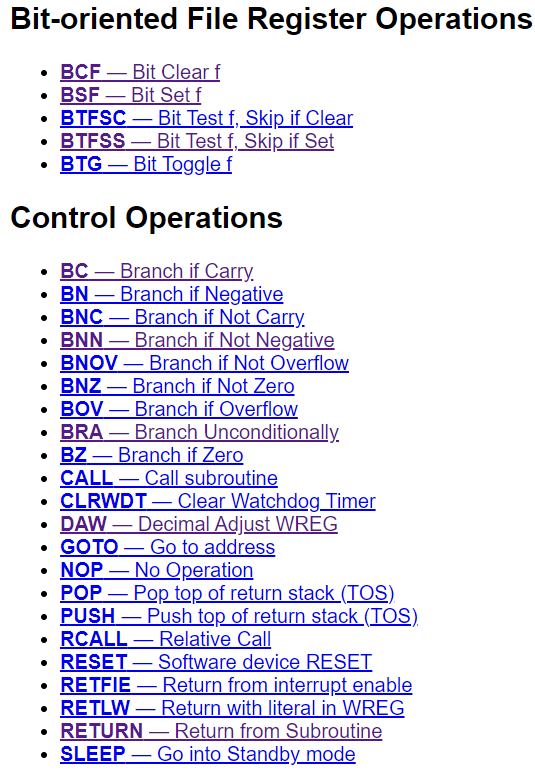 Bit-oriented File Register Operations
BCF — Bit Clear f
BSF — Bit Set f
BTFSC — Bit Test f, Skip if Clear
BTFSS — Bit Test f, Skip if Set
BTG — Bit Toggle f
Control Operations
BC — Branch if Carry
BN — Branch if Negative
BNC — Branch if Not Carry
BNN — Branch if Not Negative
BNOV — Branch if Not Overflow
BNZ — Branch if Not Zero
BOV — Branch if Overflow
BRA — Branch Unconditionally
BZ — Branch if Zero
CALL — Call subroutine
CLRWDT — Clear Watchdog Timer
DAW — Decimal Adjust WREG
GOTO — Go to address
NOP — No Operation
POP — Pop top of return stack (TOS)
PUSH — Push top of return stack (TOS)
RCALL — Relative Call
RESET — Software device RESET
RETFIE — Return from interrupt enable
RETLW — Return with literal in WREG
RETURN — Return from Subroutine
SLEEP — Go into Standby mode